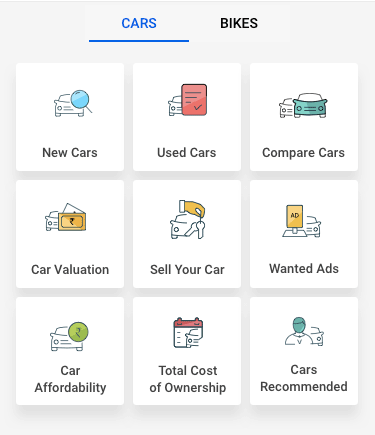 CARS BIKES
New Cars Used Cars Compare Cars
₹ AD
Car Valuation Sell Your Car Wanted Ads
₹
Car Total Cost Cars
Affordability of Ownership Recommended